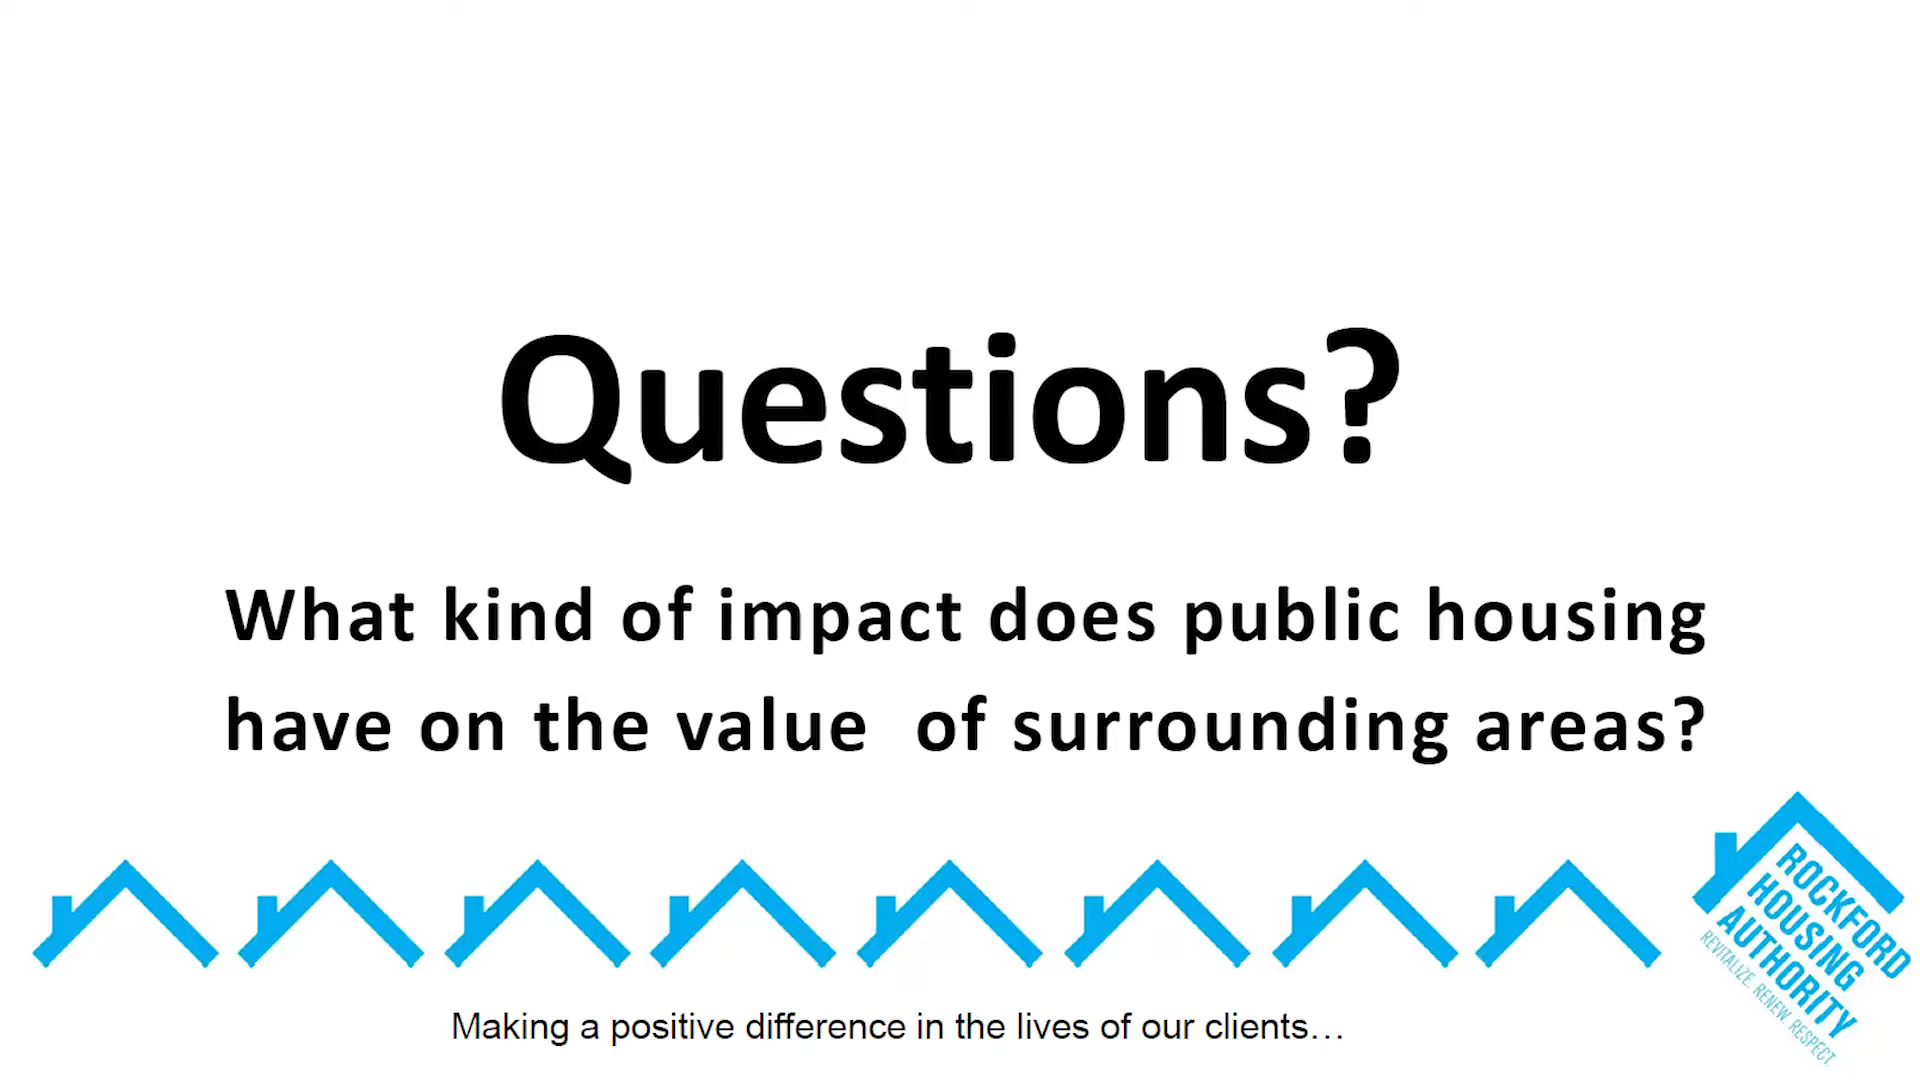 Questions?
What kind of impact does public housing
have on the value of surrounding areas?
ROCKFORD
HOUSING
AUTHORITY
REVITALIZE. RENEW. RESPECT.
Making a positive difference in the lives of our clients…